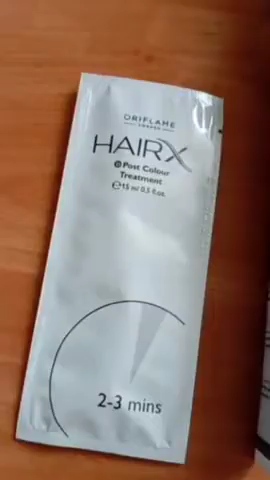 ORIFLAME
SWEDEN
HAIRX
Post Colour
Treatment
℮15 ml 0.5 fl.oz.
2-3 mins